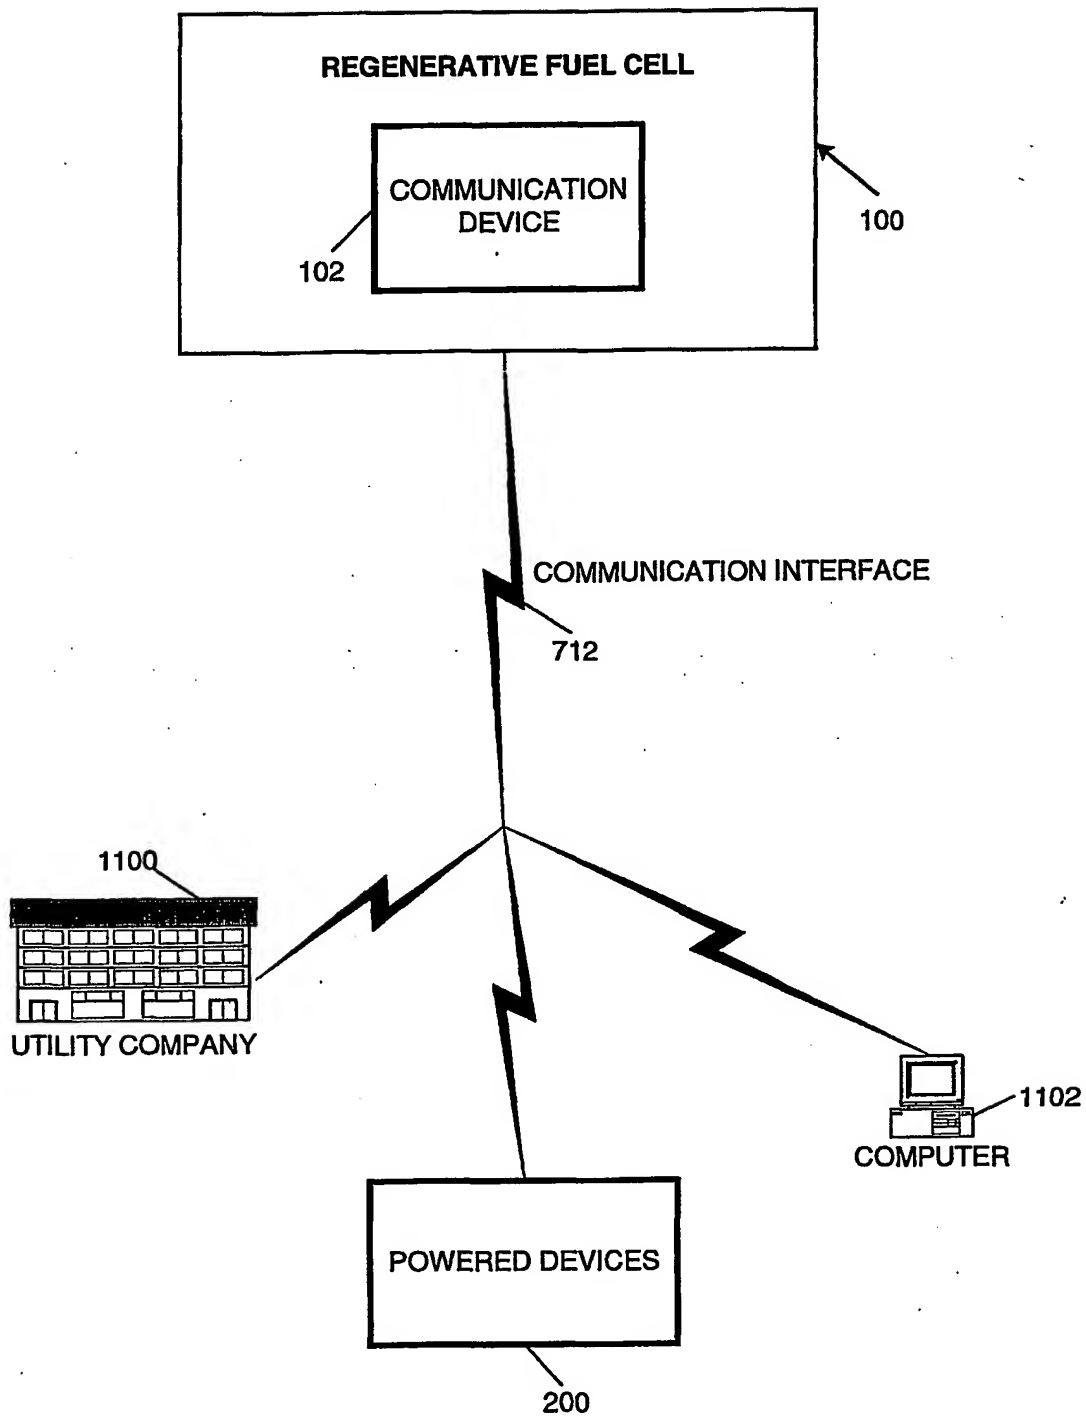 REGENERATIVE FUEL CELL
COMMUNICATION
DEVICE
100
102
COMMUNICATION INTERFACE
712
1100
UTILITY COMPANY
1102
COMPUTER
POWERED DEVICES
200